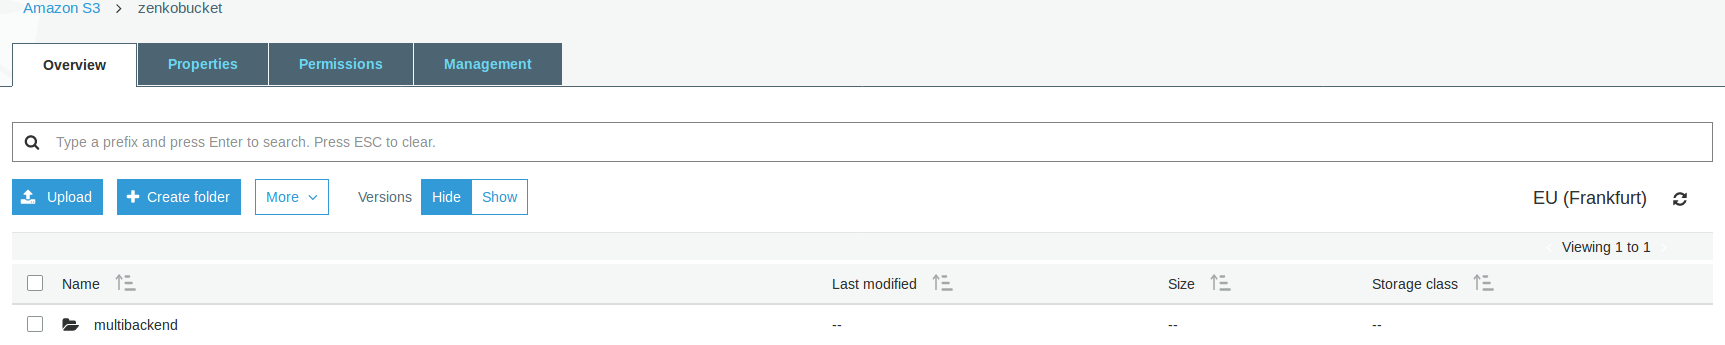 Amazon S3 > zenkobucket
Overview Properties Permissions Management
Type a prefix and press Enter to search. Press ESC to clear.
Upload Create folder More Versions Hide Show EU (Frankfurt)
Viewing 1 to 1
Name Last modified Size Storage class
multibackend -- -- --